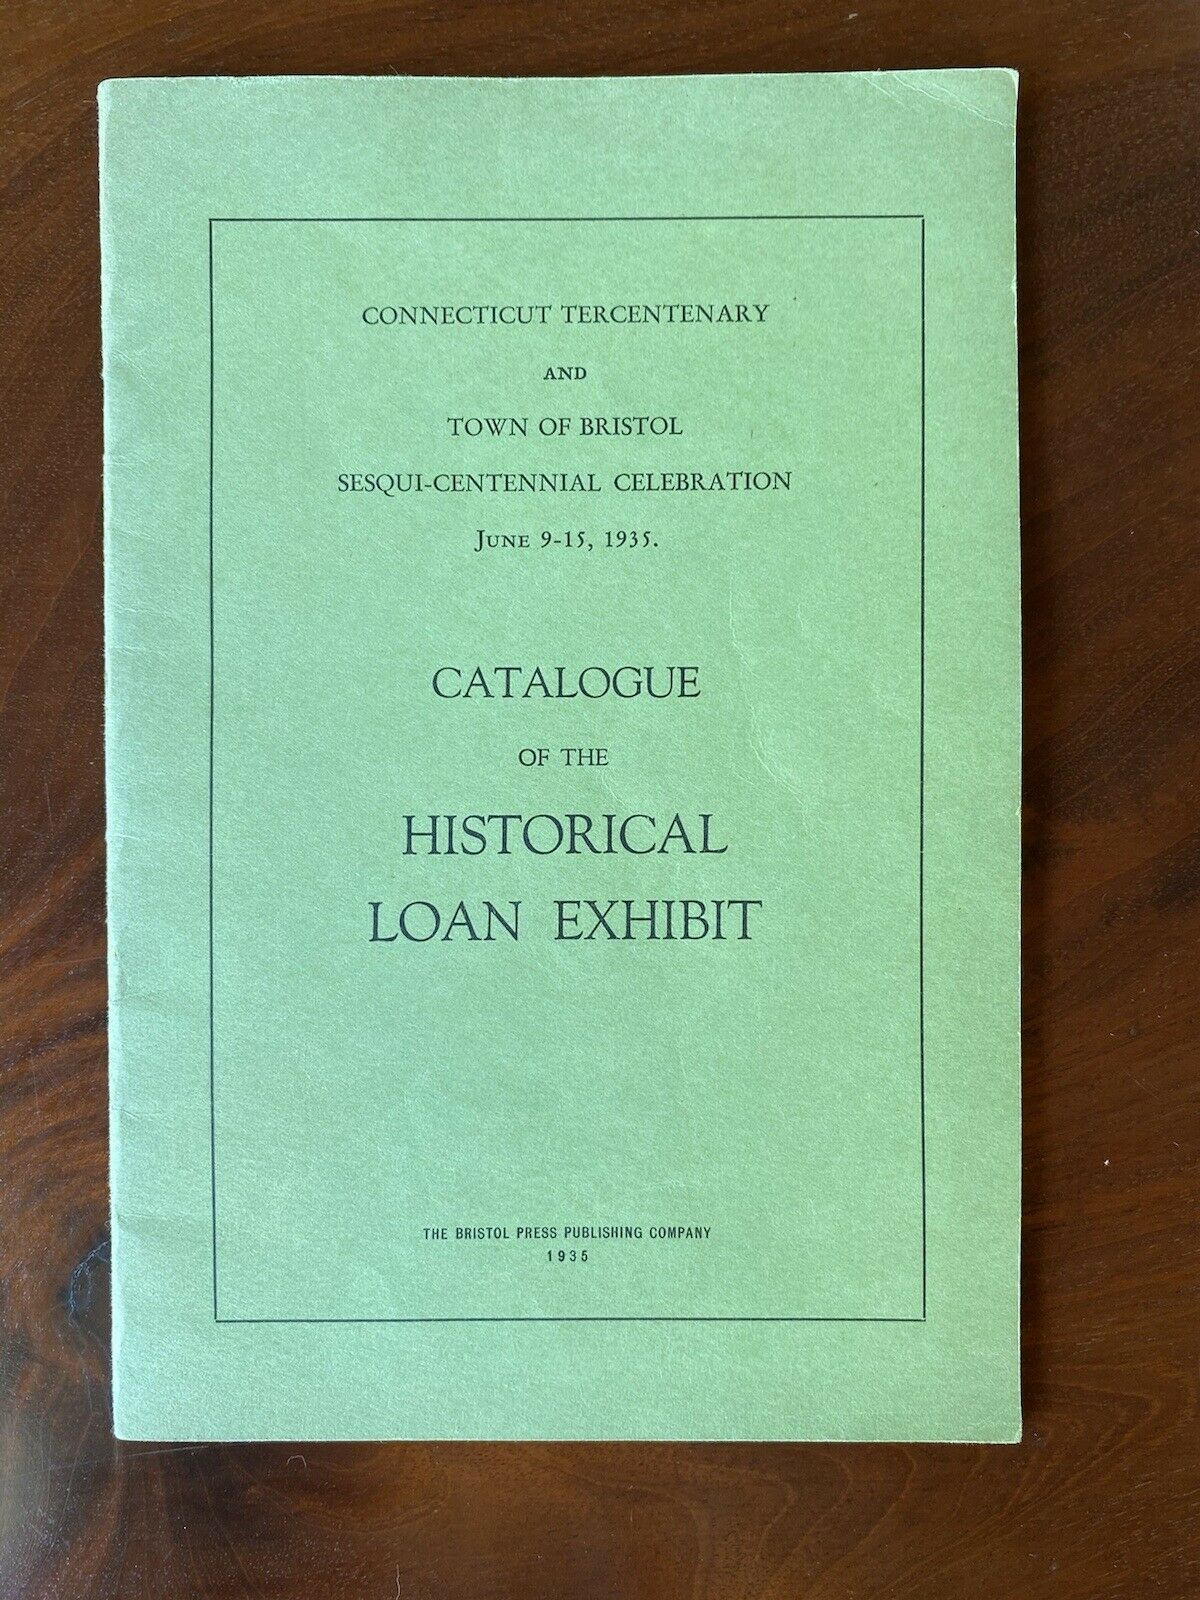 CONNECTICUT TERCENTENARY
AND
TOWN OF BRISTOL
SESQUI-CENTENNIAL CELEBRATION
JUNE 9-15, 1935.
CATALOGUE
OF THE
HISTORICAL
LOAN EXHIBIT
THE BRISTOL PRESS PUBLISHING COMPANY
1935